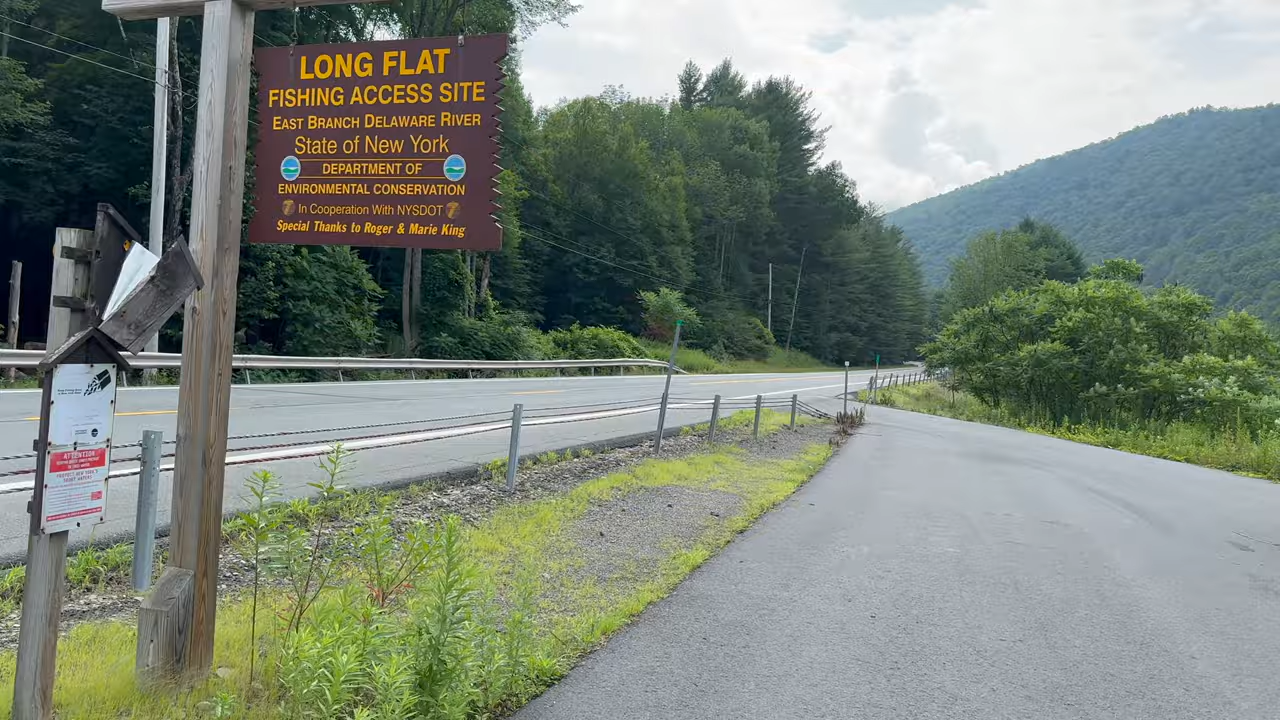 LONG FLAT
FISHING ACCESS SITE
EAST BRANCH DELAWARE RIVER
State of New York
DEPARTMENT OF
ENVIRONMENTAL CONSERVATION
In Cooperation With NYSDOT
Special Thanks to Roger & Marie King
ATTENTION